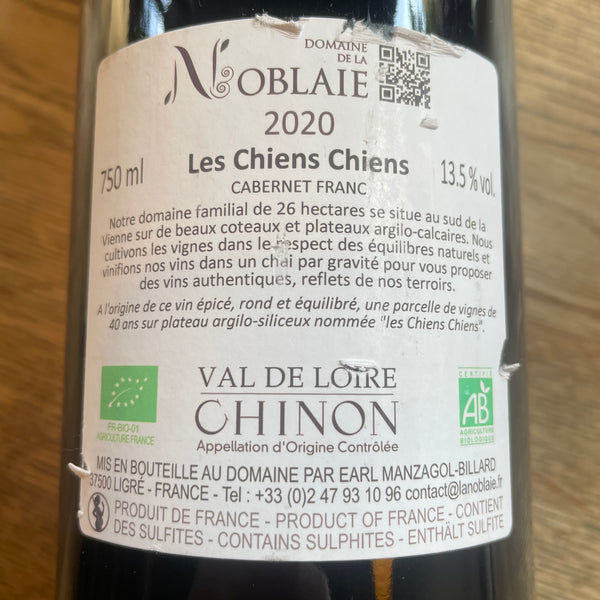 DOMAINE
DE LA
NOBLAIE
2020
750 ml
Les Chiens Chiens
13.5 % vol.
CABERNET FRANC
Notre domaine familial de 26 hectares se situe au sud de la
Vienne sur de beaux coteaux et plateaux argilo-calcaires. Nous
cultivons les vignes dans le respect des équilibres naturels et
vinifions nos vins dans un chai par gravité pour vous proposer
des vins authentiques, reflets de nos terroirs.
A l'origine de ce vin épicé, rond et équilibré, une parcelle de vignes de
40 ans sur plateau argilo-siliceux nommée "les Chiens Chiens".
FR-BIO-01
AGRICULTURE FRANCE
VAL DE LOIRE
CHINON
Appellation d'Origine Contrôlée
CERTIFIÉ
AB
AGRICULTURE
BIOLOGIQUE
MIS EN BOUTEILLE AU DOMAINE PAR EARL MANZAGOL-BILLARD
37500 LIGRÉ - FRANCE - Tel : +33 (0)2 47 93 10 96 contact@lanoblaie.fr
PRODUIT DE FRANCE - PRODUCT OF FRANCE - CONTIENT
DES SULFITES - CONTAINS SULPHITES - ENTHÄLT SULFITE